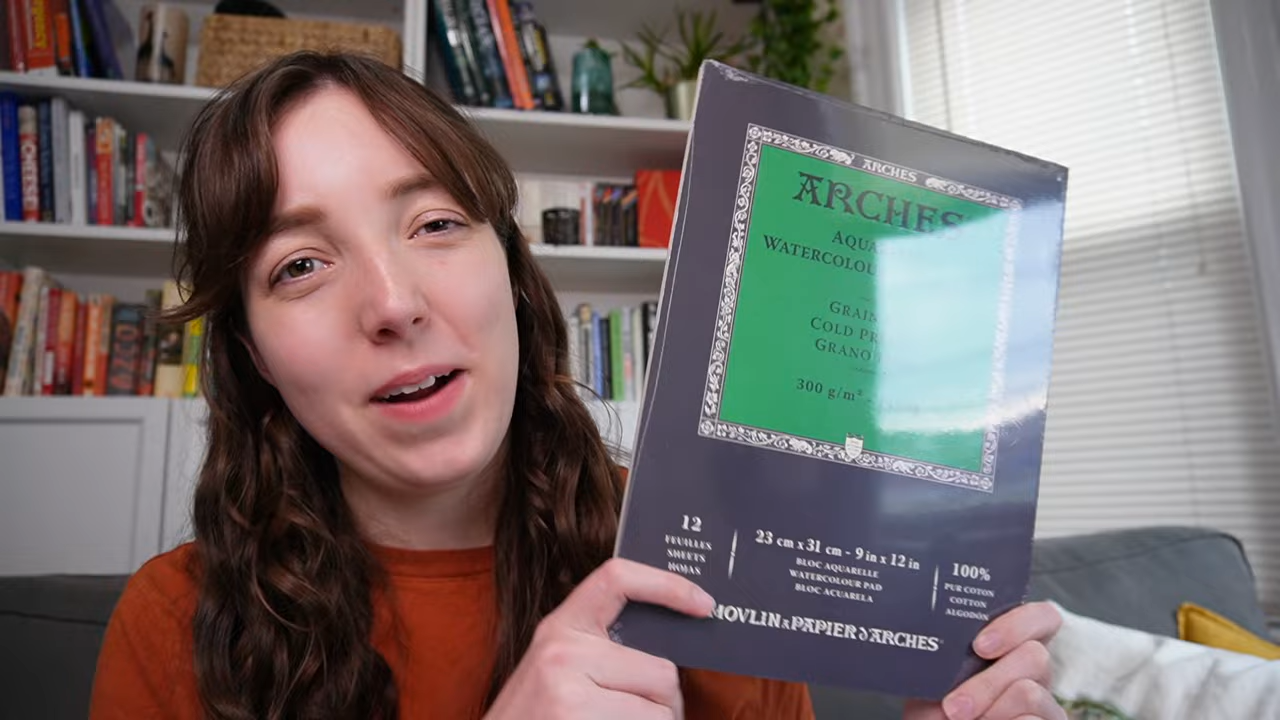 ARCHES
ARCHES
AQUA
WATERCOLOU
GRAIN
COLD PR
GRANO
300 g/m²
12
FEUILLES
SHEETS
HOJAS
23 cm x 31 cm - 9 in x 12 in
BLOC AQUARELLE
WATERCOLOUR PAD
BLOC ACUARELA
100%
PUR COTON
COTTON
ALGODÓN
MOVLIN & PAPIER D'ARCHES